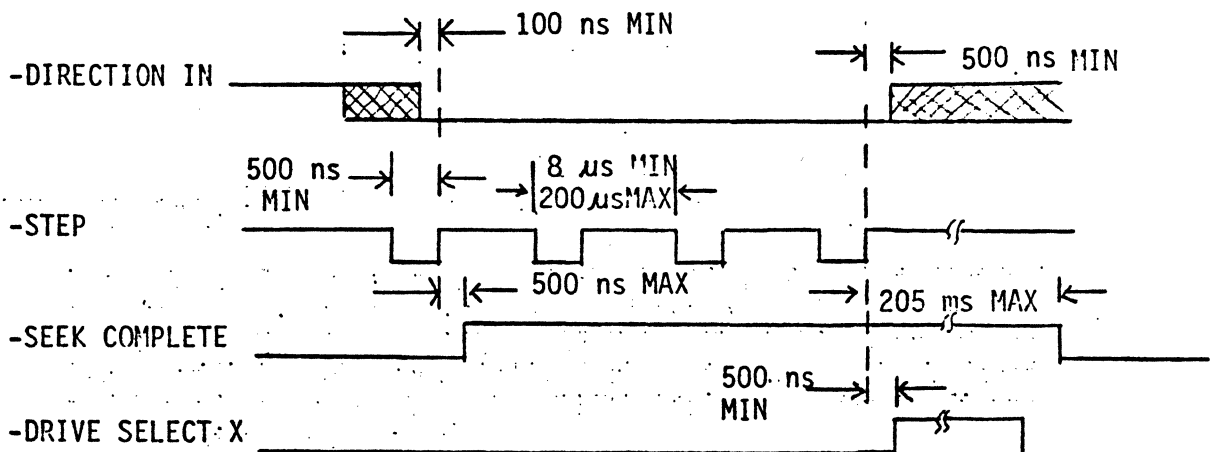 100 ns MIN
-DIRECTION IN
500 ns MIN
500 ns
MIN
8 µs MIN
200 µs MAX
-STEP
500 ns MAX
205 ms MAX
-SEEK COMPLETE
500 ns
MIN
-DRIVE SELECT X